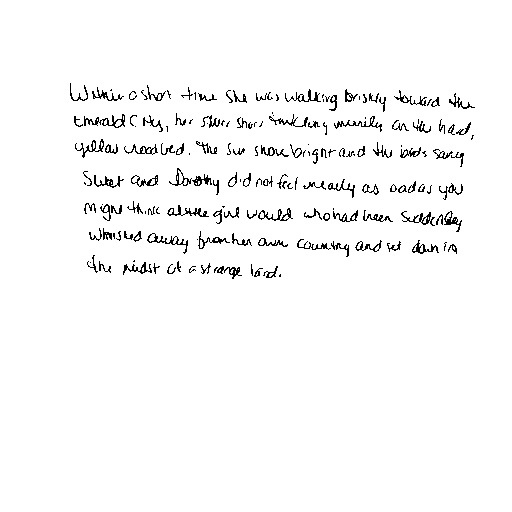 Within a short time she was walking briskly toward the
Emerald City, her silver shoes tinkling merrily on the hard,
yellow roadbed. The sun shone bright and the birds sang
sweet and Dorothy did not feel nearly as bad as you
might think a little girl would who had been suddenly
whisked away from her own country and set down in
the midst of a strange land.